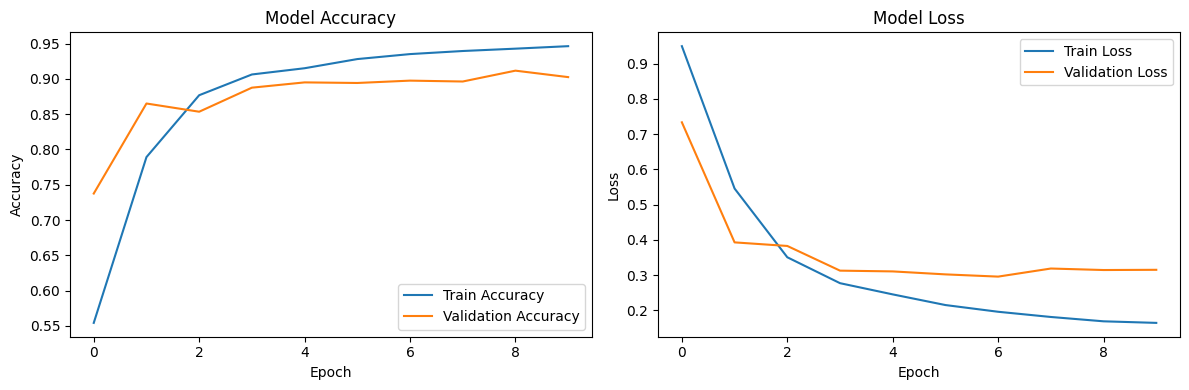 Model Accuracy
0.95
0.90
0.85
0.80
0.75
0.70
0.65
0.60
0.55
Accuracy
Train Accuracy
Validation Accuracy
0 2 4 6 8
Epoch
Model Loss
0.9
0.8
0.7
0.6
0.5
0.4
0.3
0.2
Loss
Train Loss
Validation Loss
0 2 4 6 8
Epoch